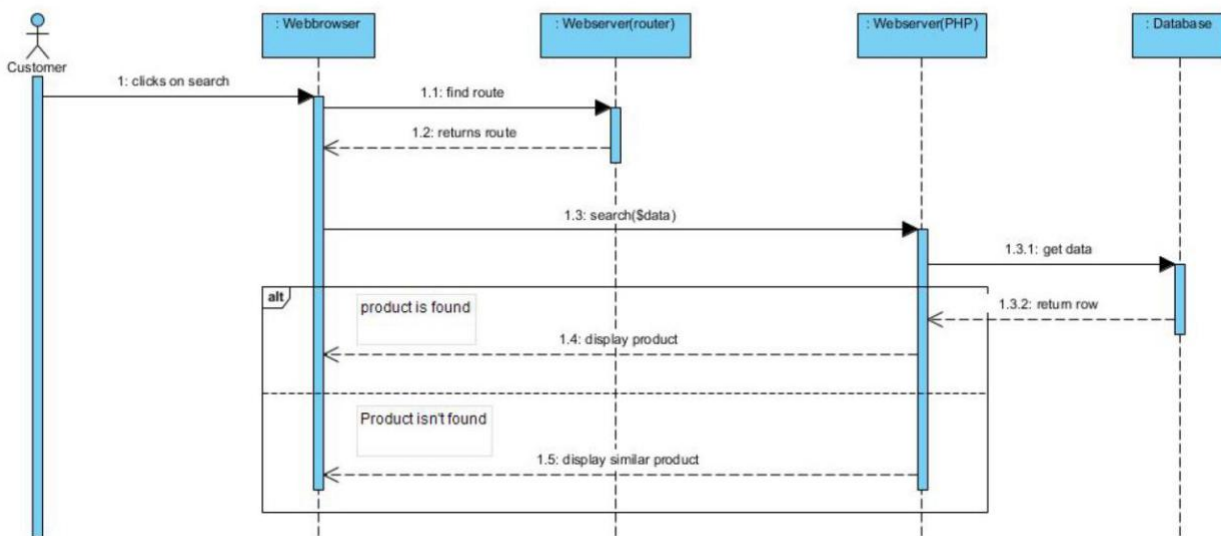 : Webbrowser
: Webserver(router)
: Webserver(PHP)
: Database
Customer
1: clicks on search
1.1: find route
1.2: returns route
1.3: search($data)
1.3.1: get data
alt
product is found
1.3.2: return row
1.4: display product
Product isn't found
1.5: display similar product